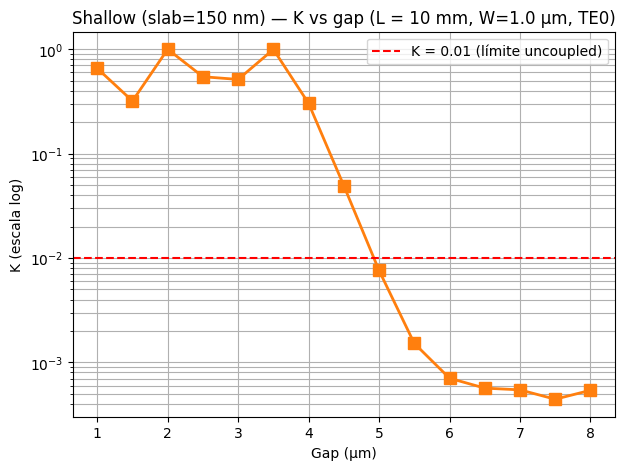 Shallow (slab=150 nm) — K vs gap (L = 10 mm, W=1.0 μm, TE0)
K = 0.01 (límite uncoupled)
K (escala log)
10⁰
10⁻¹
10⁻²
10⁻³
1 2 3 4 5 6 7 8
Gap (μm)